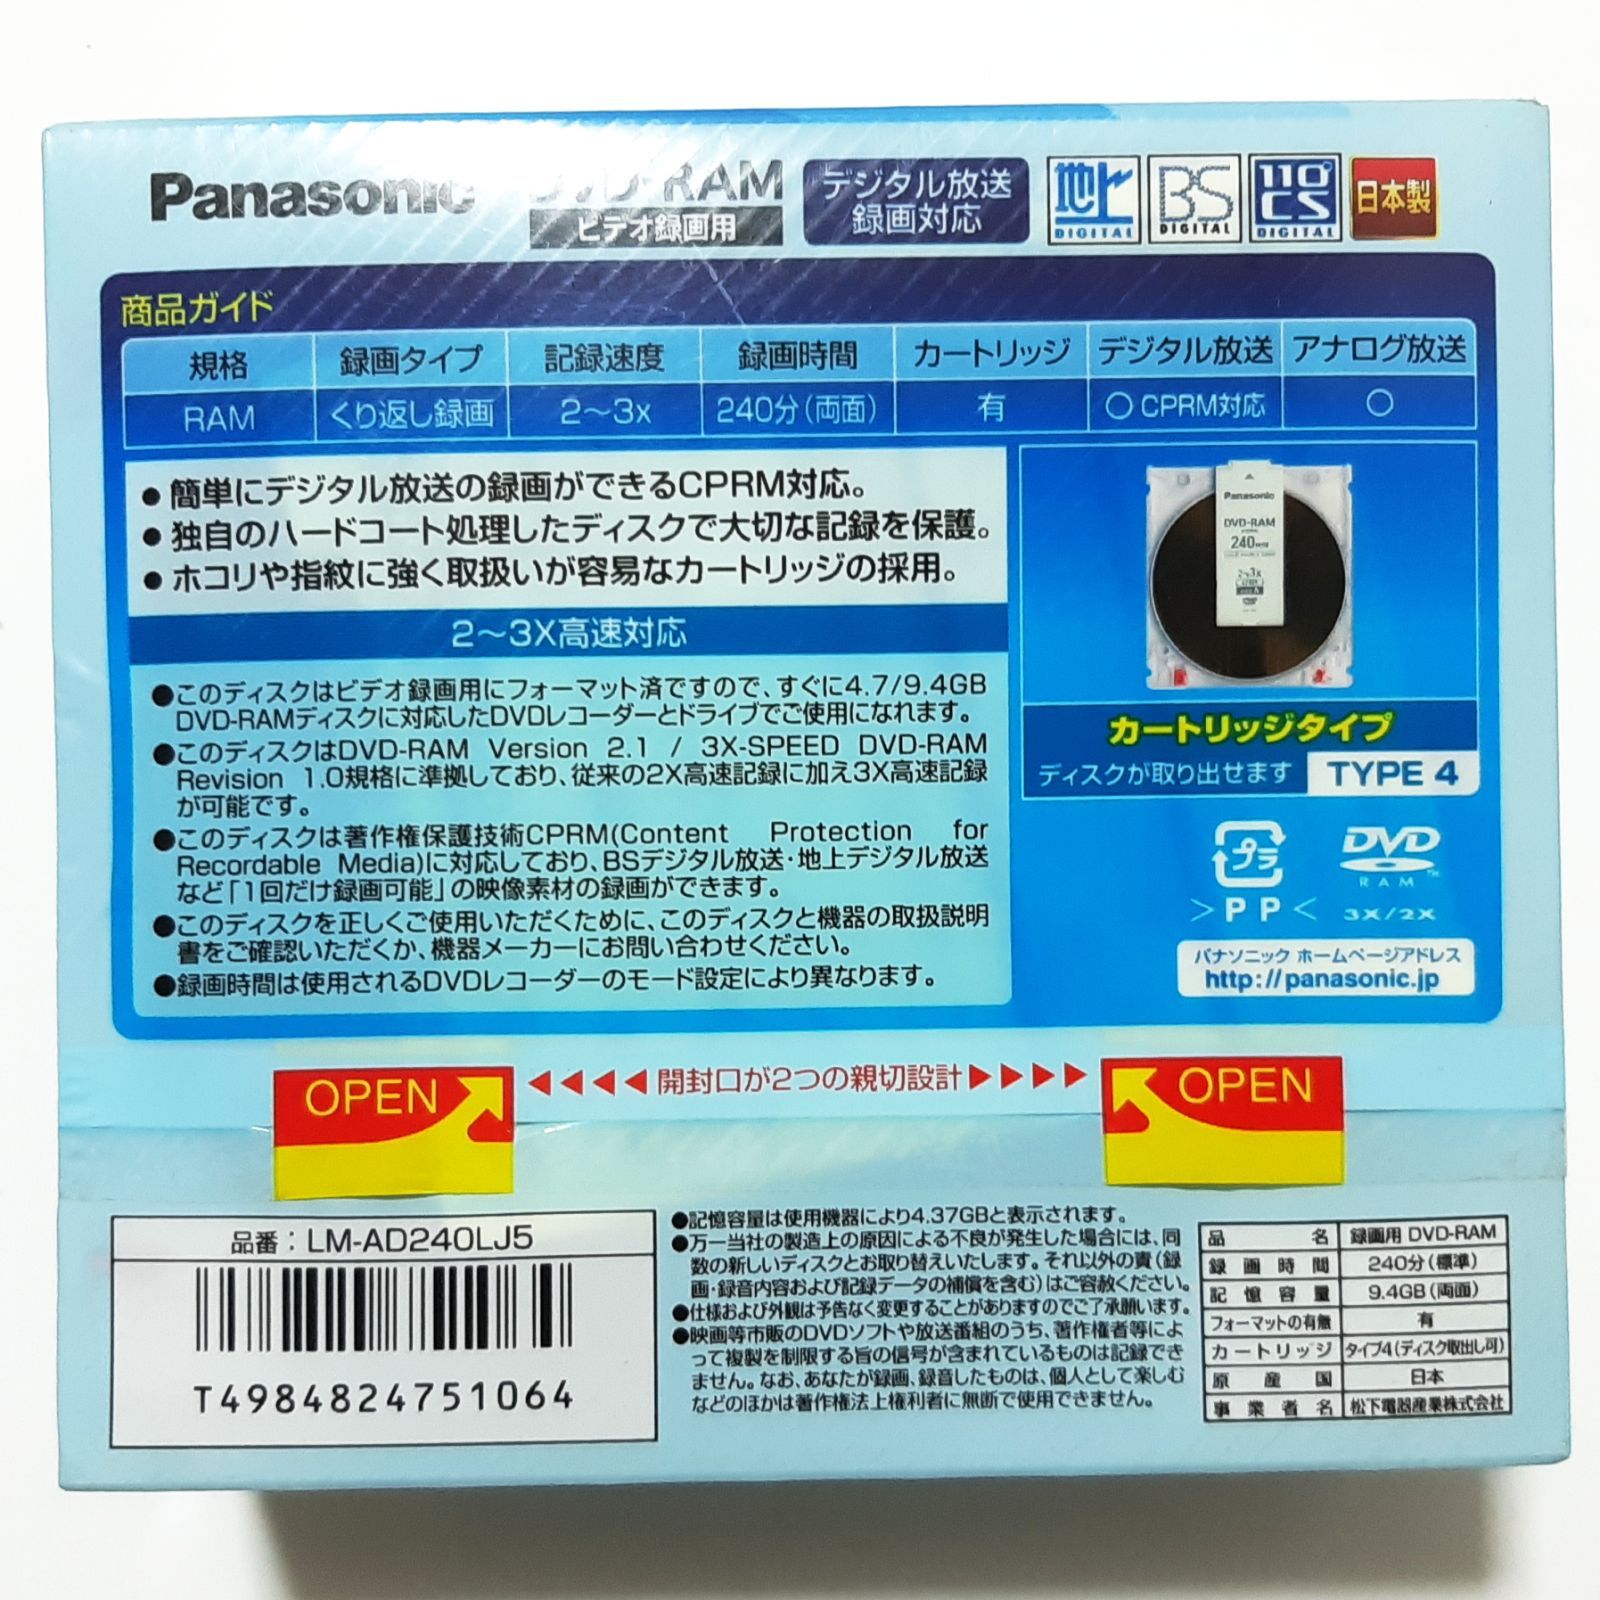 Panasonic
DVD-RAM
ビデオ録画用
デジタル放送
録画対応
地上
DIGITAL
BS
DIGITAL
110°
CS
DIGITAL
日本製
商品ガイド
規格 録画タイプ 記録速度 録画時間 カートリッジ デジタル放送 アナログ放送
RAM くり返し録画 2〜3x 240分(両面) 有 ○ CPRM対応 ○
● 簡単にデジタル放送の録画ができるCPRM対応。
● 独自のハードコート処理したディスクで大切な記録を保護。
● ホコリや指紋に強く取扱いが容易なカートリッジの採用。
2〜3X高速対応
●このディスクはビデオ録画用にフォーマット済ですので、すぐに4.7/9.4GB
DVD-RAMディスクに対応したDVDレコーダーとドライブでご使用になれます。
●このディスクはDVD-RAM Version 2.1 / 3X-SPEED DVD-RAM
Revision 1.0規格に準拠しており、従来の2X高速記録に加え3X高速記録
が可能です。
●このディスクは著作権保護技術CPRM(Content Protection for
Recordable Media)に対応しており、BSデジタル放送・地上デジタル放送
など「1回だけ録画可能」の映像素材の録画ができます。
●このディスクを正しくご使用いただくために、このディスクと機器の取扱説明
書をご確認いただくか、機器メーカーにお問い合わせください。
●録画時間は使用されるDVDレコーダーのモード設定により異なります。
Panasonic
DVD-RAM
240
2〜3x
カートリッジタイプ
ディスクが取り出せます TYPE 4
プラ
>PP<
DVD
RAM
3X/2X
パナソニック ホームページアドレス
http://panasonic.jp
OPEN
◀◀◀◀開封口が2つの親切設計▶▶▶▶
OPEN
品番:LM-AD240LJ5
T4984824751064
●記憶容量は使用機器により4.37GBと表示されます。
●万一当社の製造上の原因による不良が発生した場合には、同
数の新しいディスクとお取り替えいたします。それ以外の責(録
画・録音内容および記録データの補償を含む)はご容赦ください。
●仕様および外観は予告なく変更することがありますのでご了承願います。
●映画等市販のDVDソフトや放送番組のうち、著作権者等によ
って複製を制限する旨の信号が含まれているものは記録でき
ません。なお、あなたが録画、録音したものは、個人として楽しむ
などのほかは著作権法上権利者に無断で使用できません。
品名 録画用 DVD-RAM
録画時間 240分(標準)
記憶容量 9.4GB(両面)
フォーマットの有無 有
カートリッジ タイプ4(ディスク取出し可)
原産国 日本
事業者名 松下電器産業株式会社